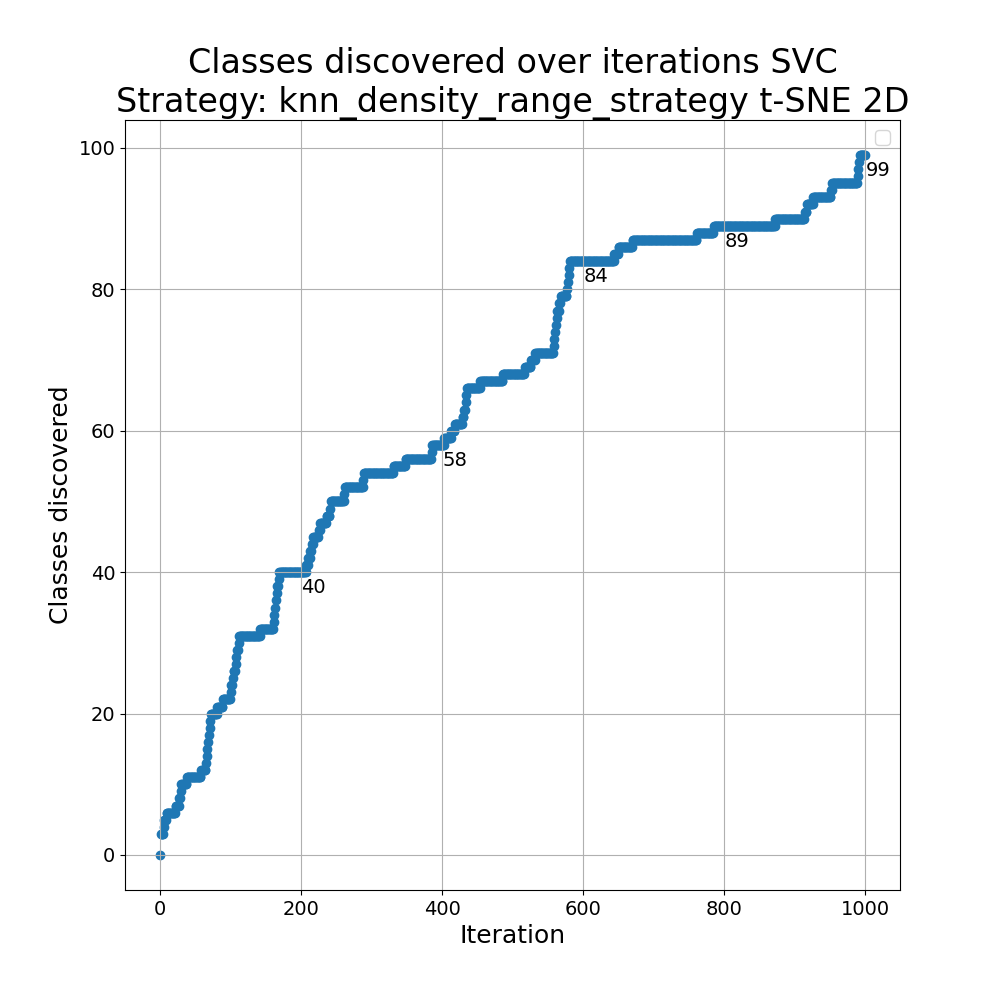 Classes discovered over iterations SVC
Strategy: knn_density_range_strategy t-SNE 2D
100
80
60
40
20
0
Classes discovered
99
89
84
58
40
0 200 400 600 800 1000
Iteration